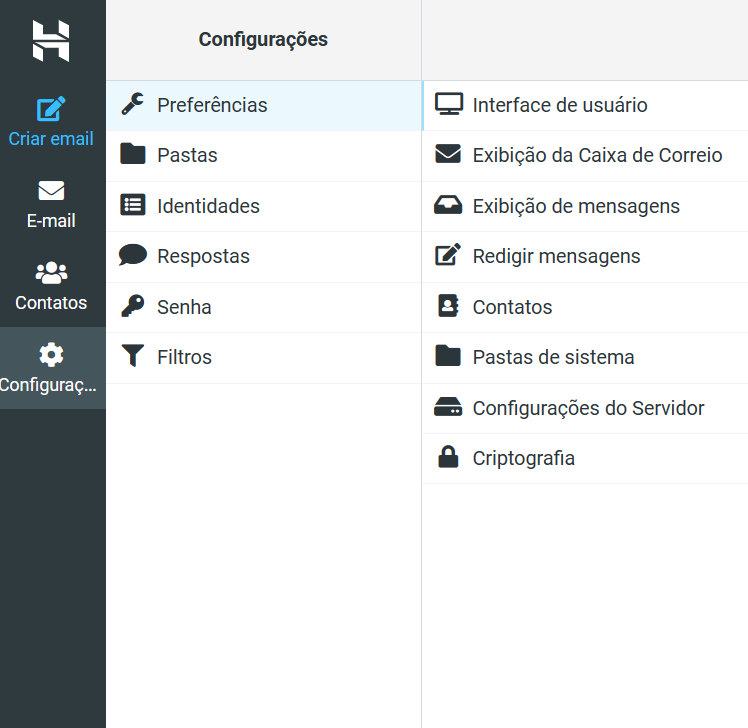 Configurações
Criar email
E-mail
Contatos
Configuraç...
Preferências
Pastas
Identidades
Respostas
Senha
Filtros
Interface de usuário
Exibição da Caixa de Correio
Exibição de mensagens
Redigir mensagens
Contatos
Pastas de sistema
Configurações do Servidor
Criptografia